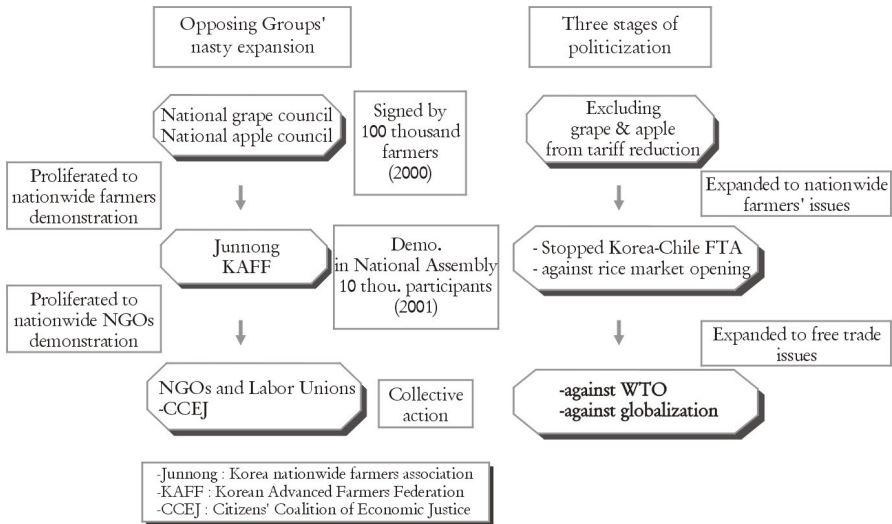 Opposing Groups'
nasty expansion
Three stages of
politicization
National grape council
National apple council
Signed by
100 thousand
farmers
(2000)
Excluding
grape & apple
from tariff reduction
Proliferated to
nationwide farmers
demonstration
Expanded to nationwide
farmers' issues
Junnong
KAFF
Demo.
in National Assembly
10 thou. participants
(2001)
- Stopped Korea-Chile FTA
- against rice market opening
Proliferated to
nationwide NGOs
demonstration
Expanded to free trade
issues
NGOs and Labor Unions
-CCEJ
Collective
action
-against WTO
-against globalization
-Junnong : Korea nationwide farmers association
-KAFF : Korean Advanced Farmers Federation
-CCEJ : Citizens' Coalition of Economic Justice